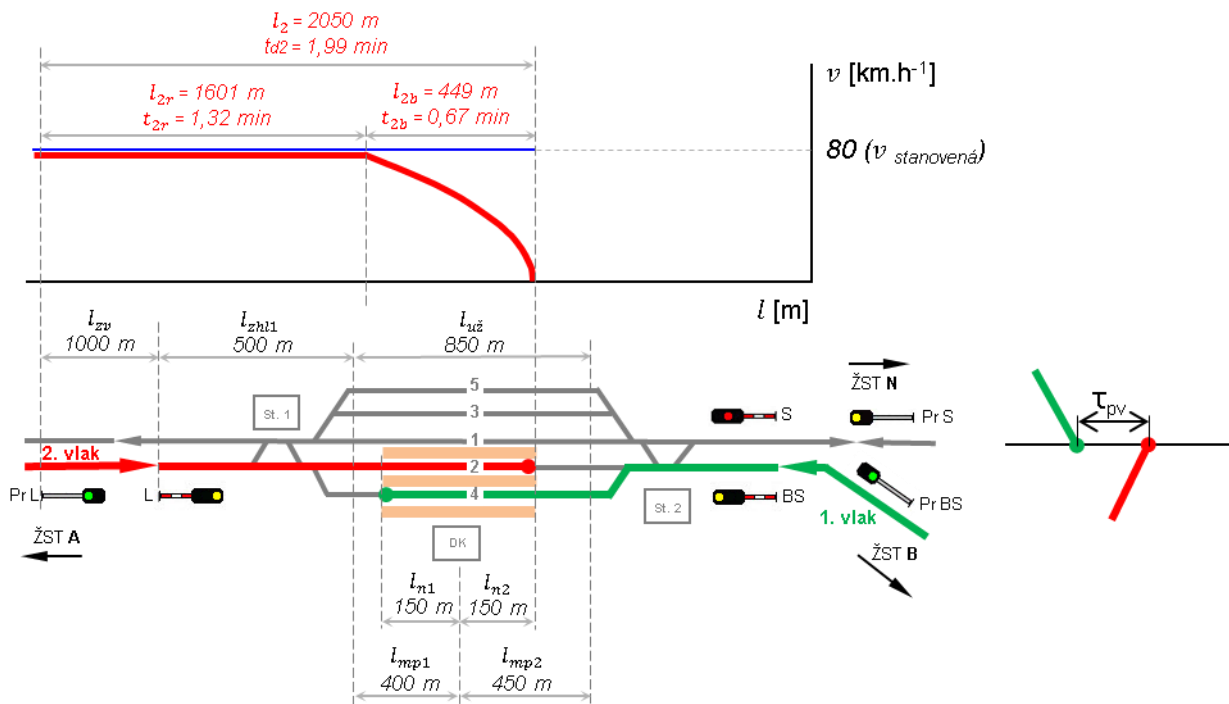 l₂ = 2050 m
td2 = 1,99 min
l₂ᵣ = 1601 m
t₂ᵣ = 1,32 min
l₂b = 449 m
t₂b = 0,67 min
v [km.h⁻¹]
80 (v stanovená)
l [m]
lzv
1000 m
lzhl1
500 m
luž
850 m
ŽST N
5
St. 1
3
S
Pr S
τpv
1
2. vlak
2
Pr L
L
4
BS
Pr BS
St. 2
1. vlak
ŽST A
DK
ŽST B
ln1
150 m
ln2
150 m
lmp1
400 m
lmp2
450 m